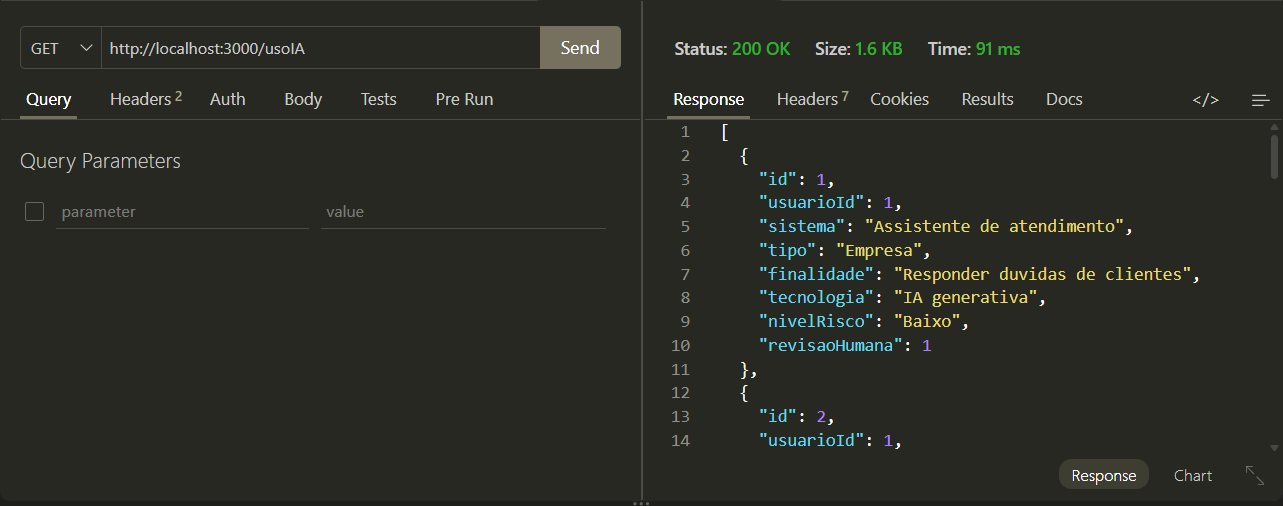 GET http://localhost:3000/usoIA Send
Query Headers 2 Auth Body Tests Pre Run
Query Parameters
parameter value
Status: 200 OK Size: 1.6 KB Time: 91 ms
Response Headers 7 Cookies Results Docs </>
1 [
2 {
3 "id": 1,
4 "usuarioId": 1,
5 "sistema": "Assistente de atendimento",
6 "tipo": "Empresa",
7 "finalidade": "Responder duvidas de clientes",
8 "tecnologia": "IA generativa",
9 "nivelRisco": "Baixo",
10 "revisaoHumana": 1
11 },
12 {
13 "id": 2,
14 "usuarioId": 1,
Response Chart